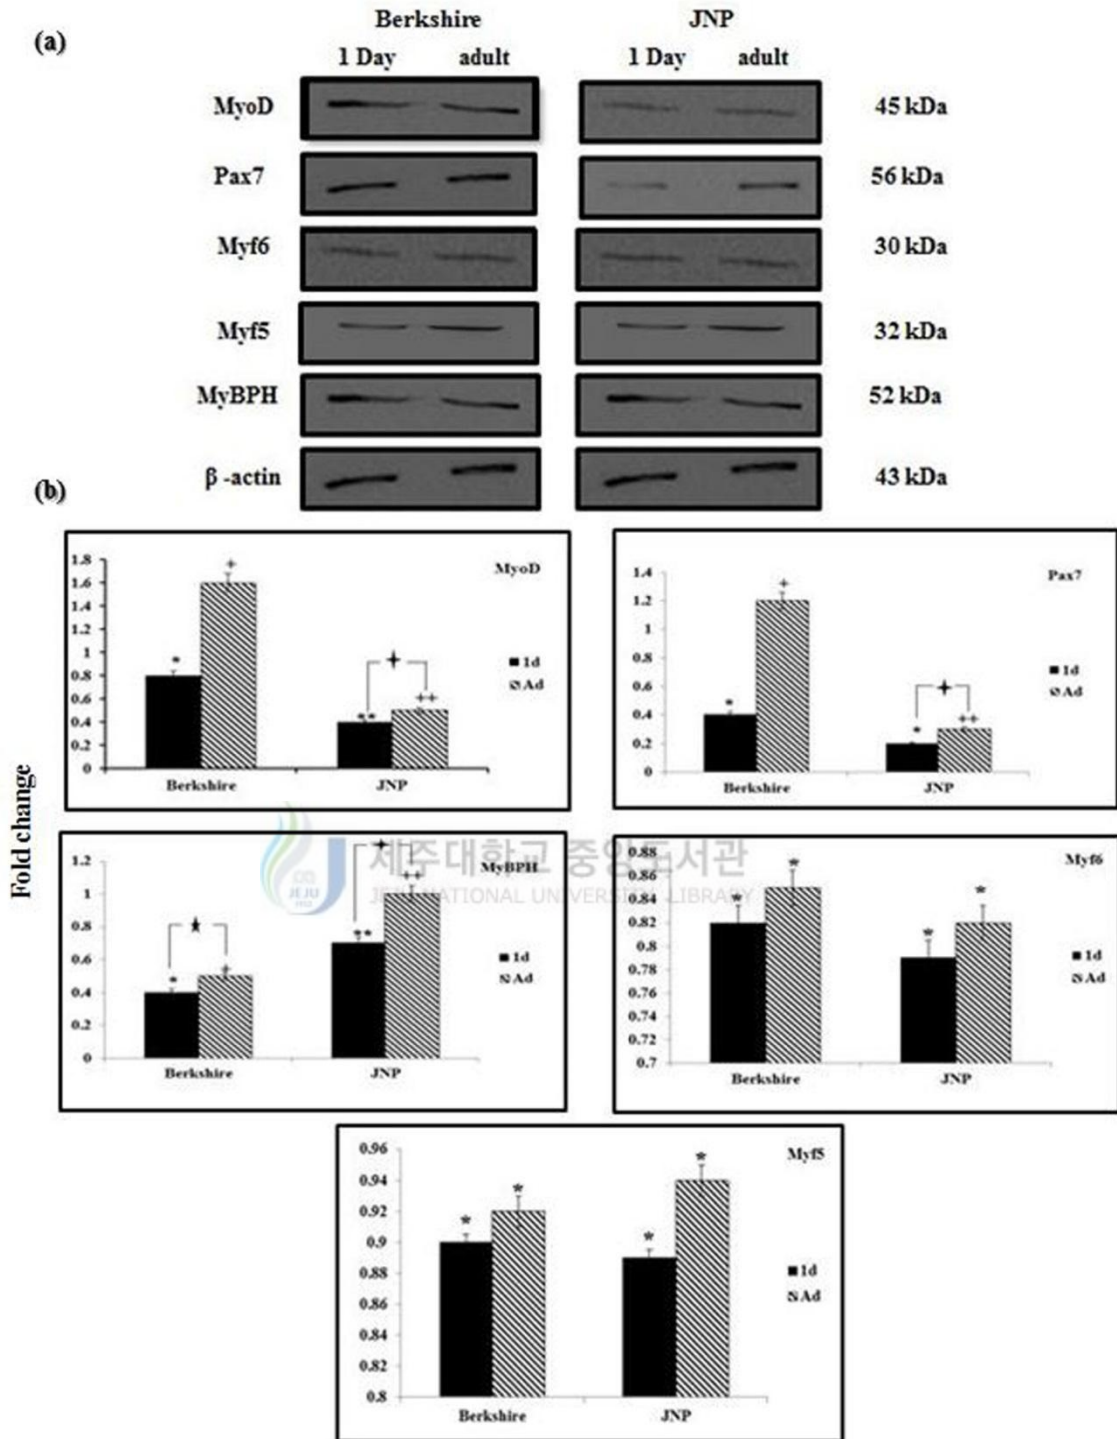 Berkshire JNP
(a)
1 Day adult 1 Day adult
MyoD 45 kDa
Pax7 56 kDa
Myf6 30 kDa
Myf5 32 kDa
MyBPH 52 kDa
β -actin 43 kDa
(b)
Fold change
MyoD
1.8
1.6
1.4
1.2
1
0.8
0.6
0.4
0.2
0
+
*
**
++
1d
Ad
Berkshire JNP
Pax7
1.4
1.2
1
0.8
0.6
0.4
0.2
0
+
*
*
++
1d
Ad
Berkshire JNP
제주대학교 중앙도서관
JEJU NATIONAL UNIVERSITY LIBRARY
JEJU
1952
MyBPH
1.2
1
0.8
0.6
0.4
0.2
0
*
+
**
++
1d
Ad
Berkshire JNP
Myf6
0.88
0.86
0.84
0.82
0.8
0.78
0.76
0.74
0.72
0.7
* * * *
1d
Ad
Berkshire JNP
Myf5
0.96
0.94
0.92
0.9
0.88
0.86
0.84
0.82
0.8
* * * *
1d
Ad
Berkshire JNP